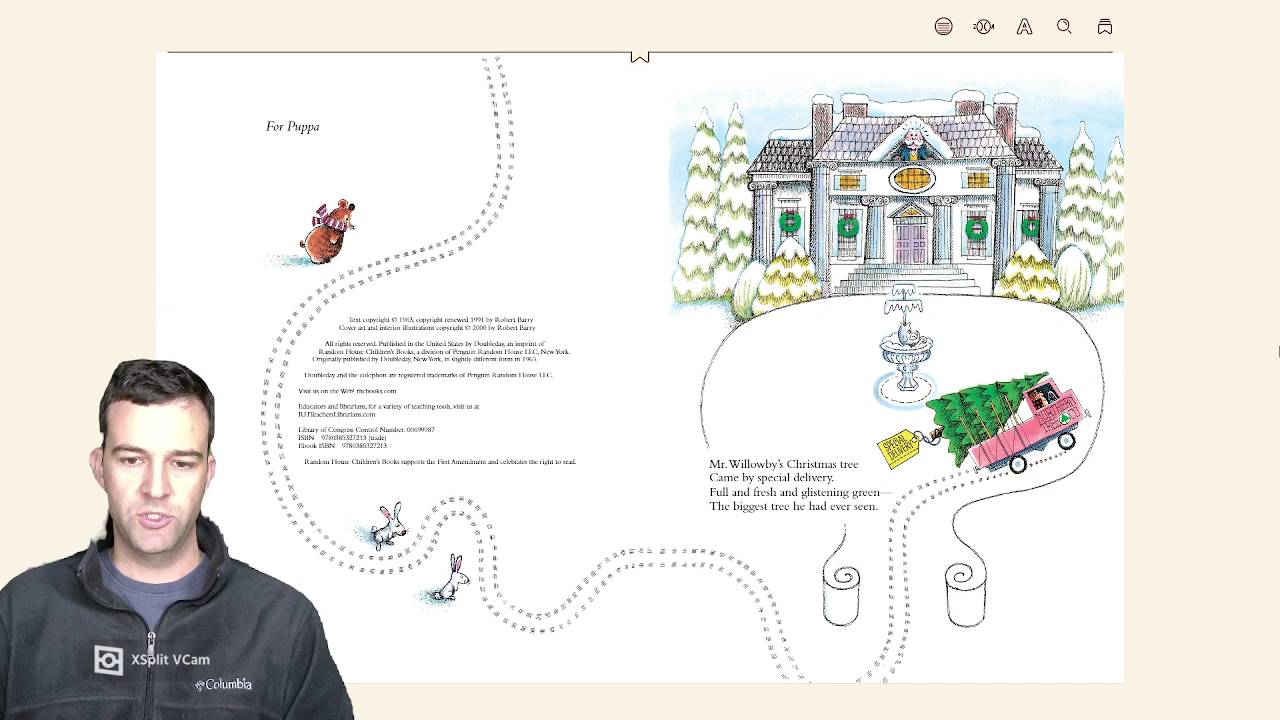 For Puppa
Text copyright © 1963, copyright renewed 1991 by Robert Barry
Cover art and interior illustrations copyright © 2000 by Robert Barry
All rights reserved. Published in the United States by Doubleday, an imprint of
Random House Children's Books, a division of Penguin Random House LLC, New York.
Originally published by Doubleday, New York, in slightly different form in 1963.
Doubleday and the colophon are registered trademarks of Penguin Random House LLC.
Visit us on the Web! rhcbooks.com
Educators and librarians, for a variety of teaching tools, visit us at
RHTeachersLibrarians.com
Library of Congress Control Number: 00699987
ISBN 9780385327213 (trade)
Ebook ISBN 9780385327213
Random House Children's Books supports the First Amendment and celebrates the right to read.
SPECIAL
DELIVERY
Mr. Willowby's Christmas tree
Came by special delivery.
Full and fresh and glistening green—
The biggest tree he had ever seen.
XSplit VCam
Columbia